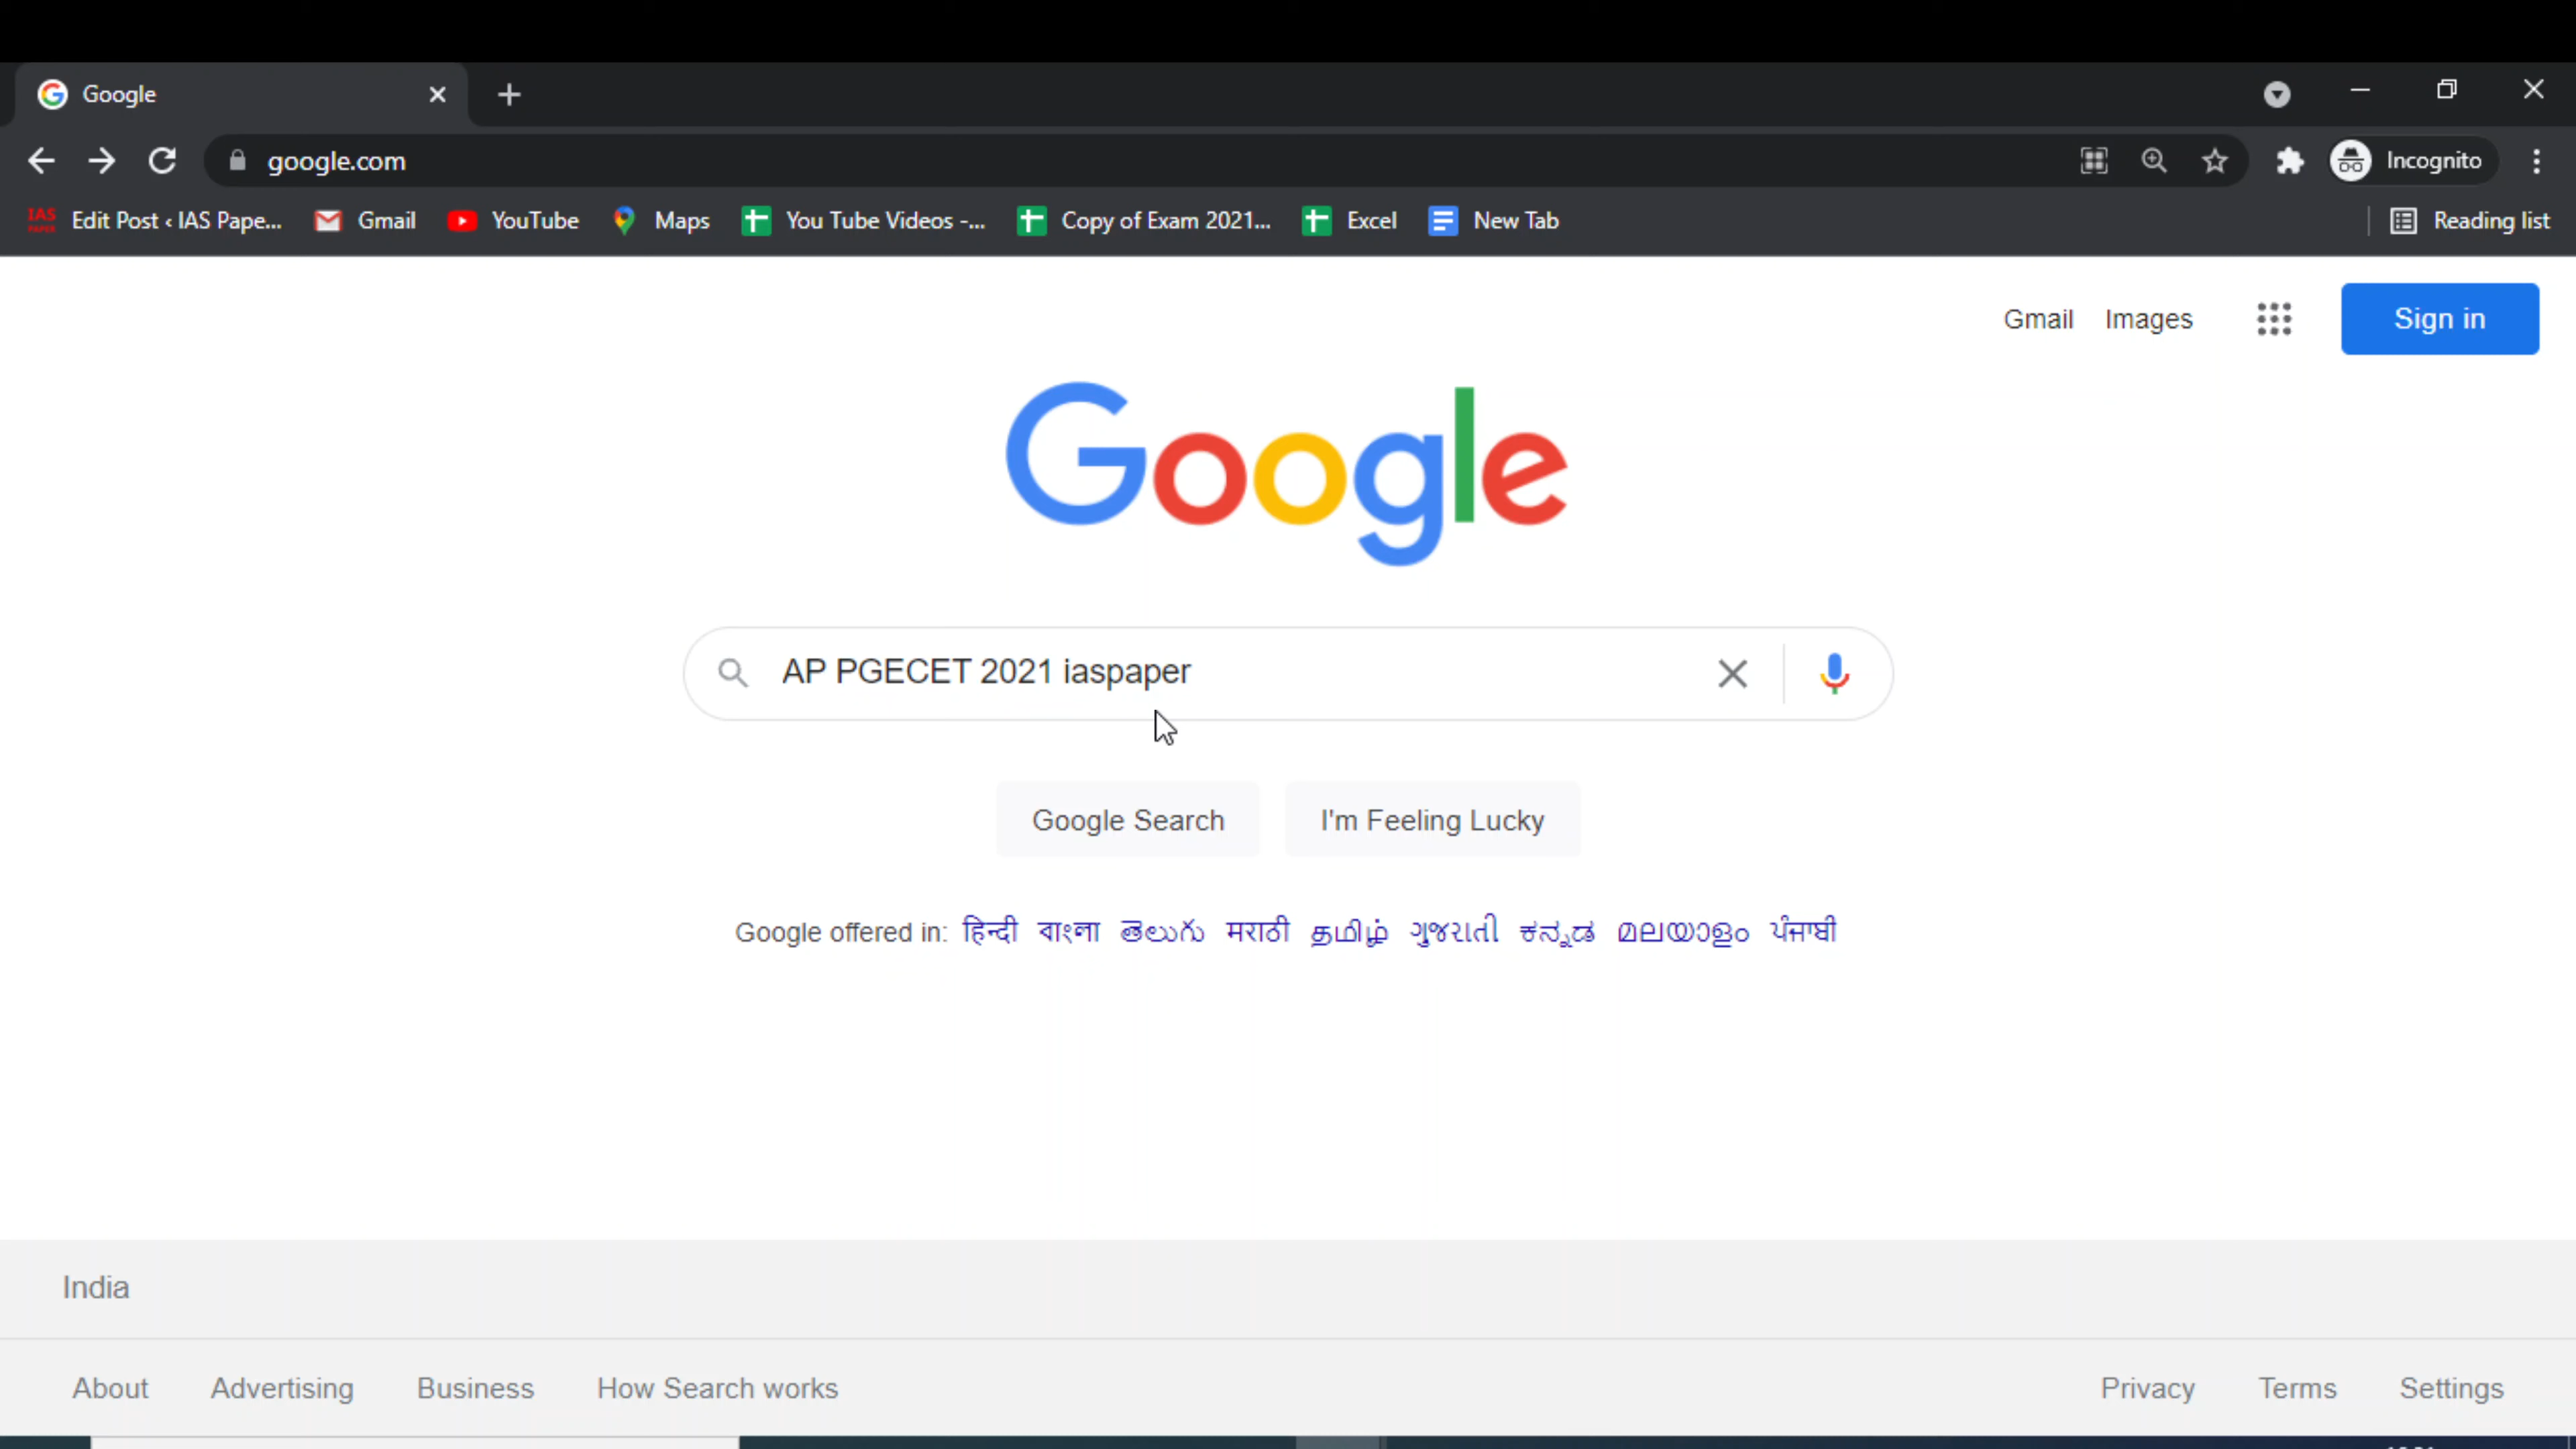 Google
google.com
Incognito
IAS PAPER Edit Post ‹ IAS Pape... Gmail YouTube Maps You Tube Videos -... Copy of Exam 2021... Excel New Tab Reading list
Gmail Images Sign in
Google
AP PGECET 2021 iaspaper
Google Search I'm Feeling Lucky
Google offered in: हिन्दी বাংলা తెలుగు मराठी தமிழ் ગુજરાતી ಕನ್ನಡ മലയാളം ਪੰਜਾਬੀ
India
About Advertising Business How Search works Privacy Terms Settings